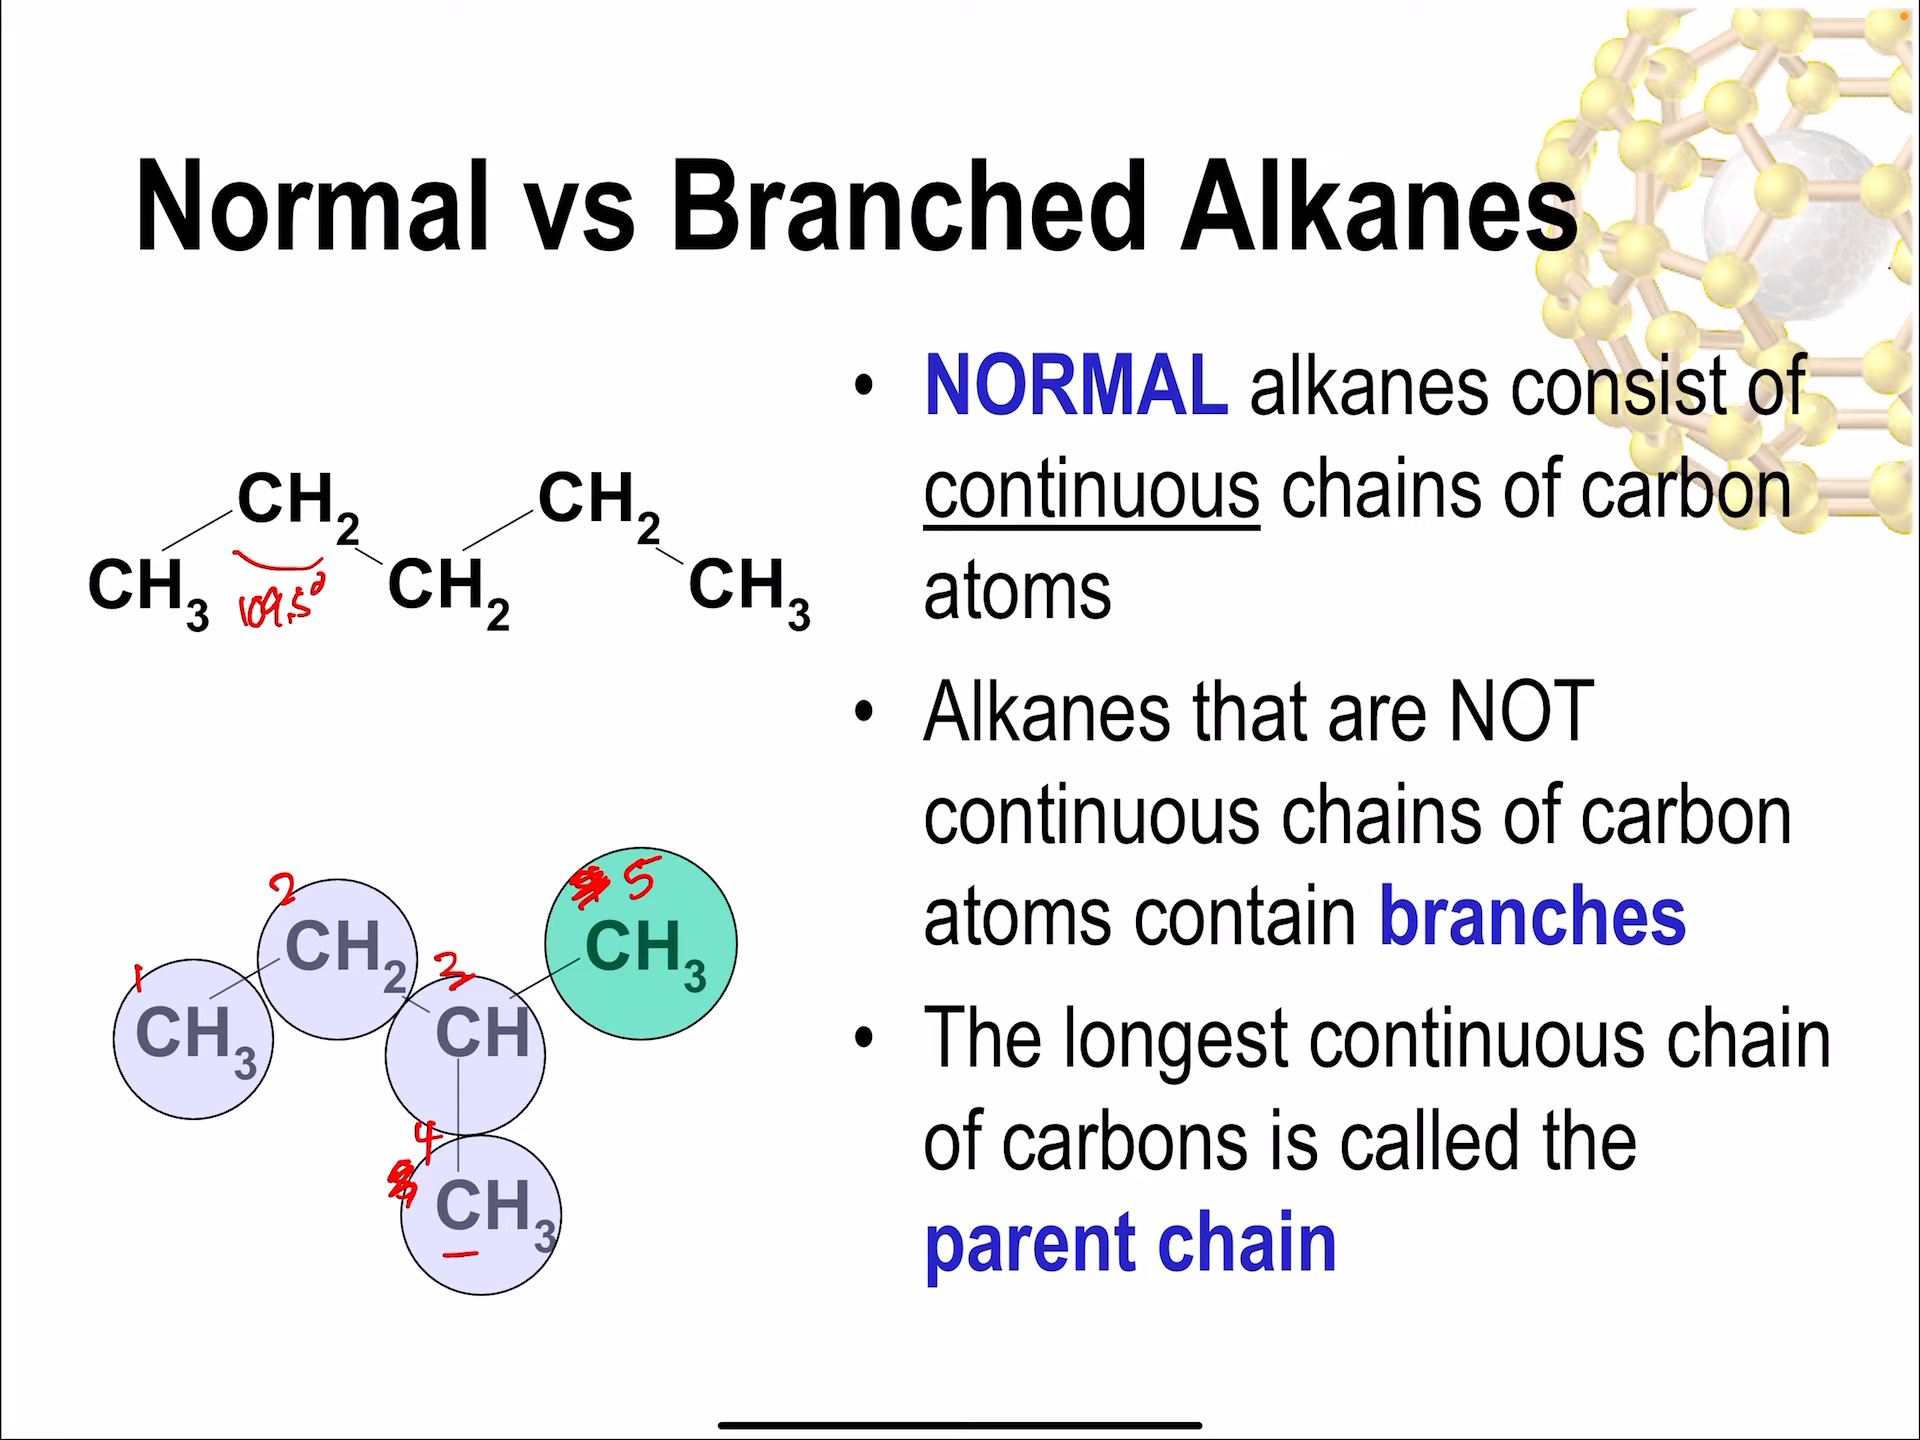 Normal vs Branched Alkanes
CH₂ CH₂
CH₃ 109.5° CH₂ CH₃
• NORMAL alkanes consist of
continuous chains of carbon
atoms
• Alkanes that are NOT
continuous chains of carbon
atoms contain branches
• The longest continuous chain
of carbons is called the
parent chain
2 5
CH₂ CH₃
1 3
CH₃ CH
4
CH₃